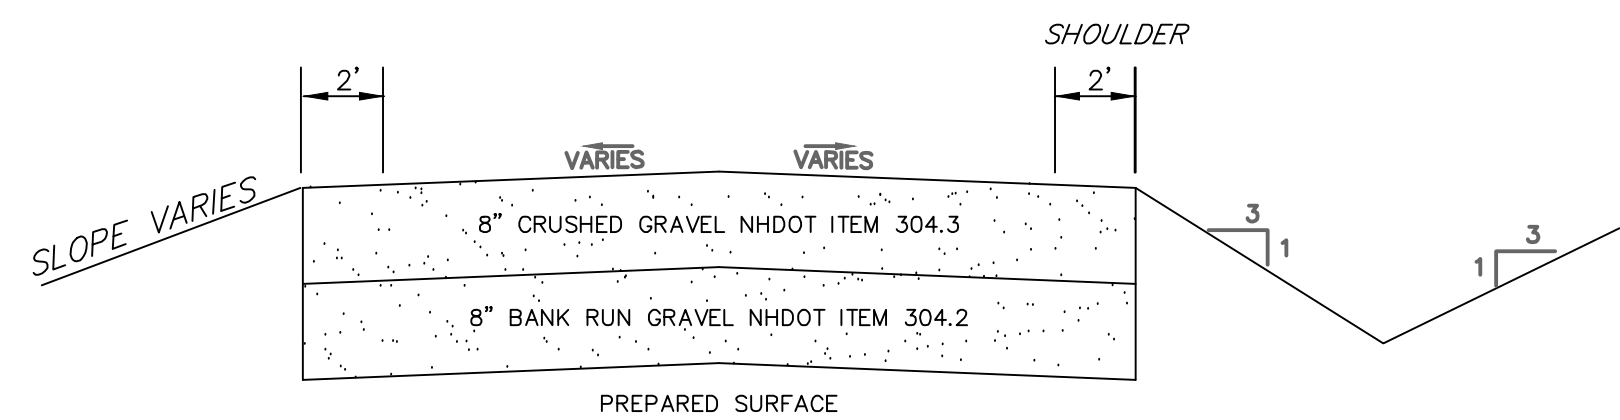 SHOULDER
2'
2'
VARIES
VARIES
SLOPE VARIES
8" CRUSHED GRAVEL NHDOT ITEM 304.3
3
1
3
1
8" BANK RUN GRAVEL NHDOT ITEM 304.2
PREPARED SURFACE